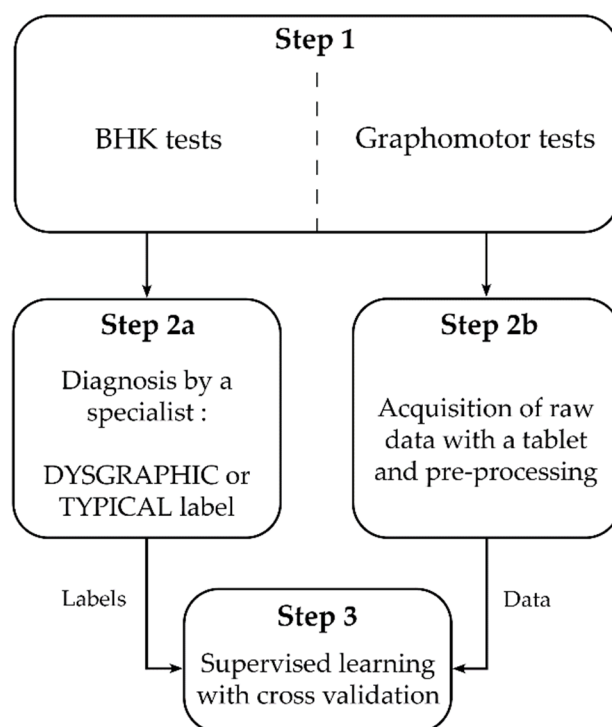 Step 1
BHK tests
Graphomotor tests
Step 2a
Diagnosis by a
specialist :
DYSGRAPHIC or
TYPICAL label
Step 2b
Acquisition of raw
data with a tablet
and pre-processing
Labels
Data
Step 3
Supervised learning
with cross validation